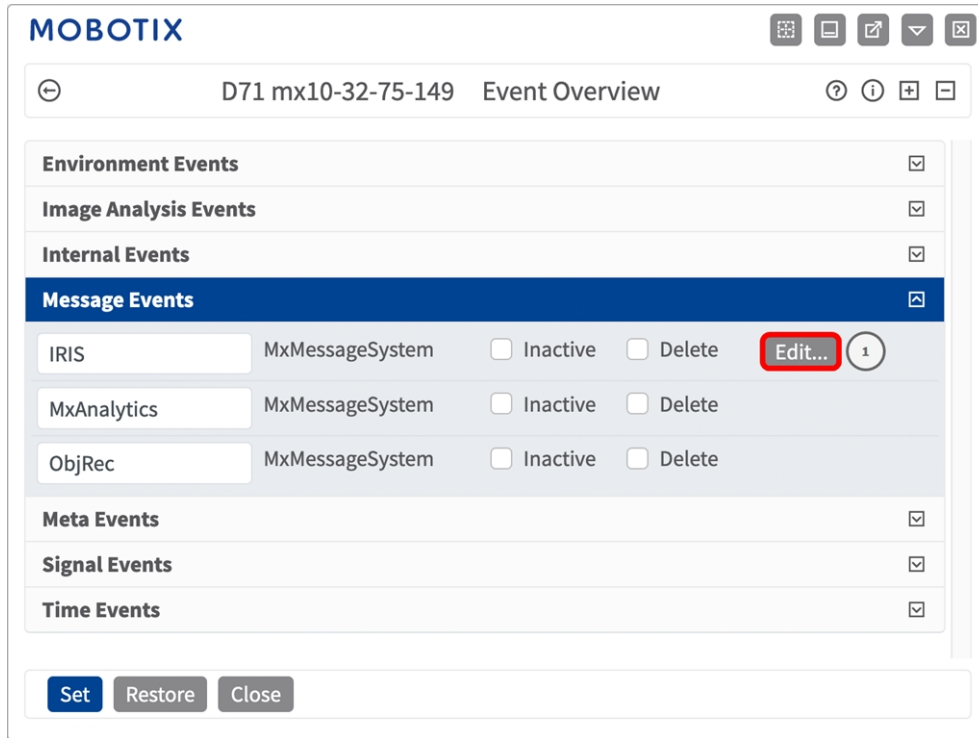 MOBOTIX
D71 mx10-32-75-149 Event Overview
Environment Events
Image Analysis Events
Internal Events
Message Events
IRIS MxMessageSystem Inactive Delete Edit... 1
MxAnalytics MxMessageSystem Inactive Delete
ObjRec MxMessageSystem Inactive Delete
Meta Events
Signal Events
Time Events
Set Restore Close